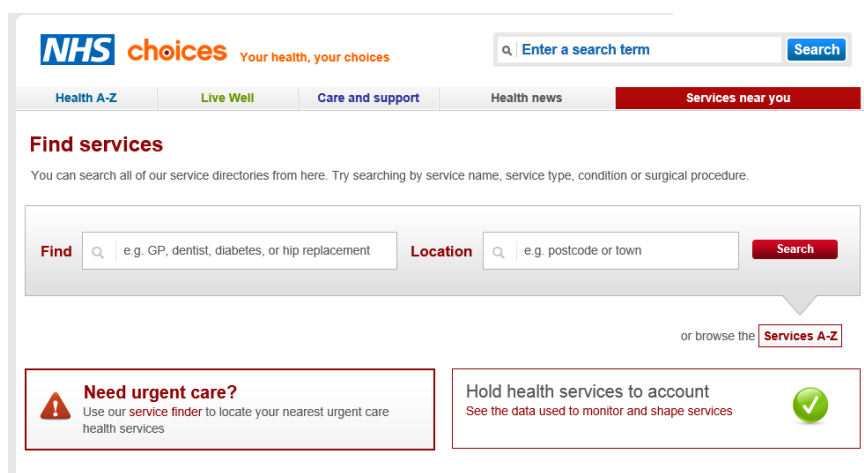 NHS choices Your health, your choices
Enter a search term
Search
Health A-Z
Live Well
Care and support
Health news
Services near you
Find services
You can search all of our service directories from here. Try searching by service name, service type, condition or surgical procedure.
Find
e.g. GP, dentist, diabetes, or hip replacement
Location
e.g. postcode or town
Search
or browse the Services A-Z
Need urgent care?
Use our service finder to locate your nearest urgent care
health services
Hold health services to account
See the data used to monitor and shape services